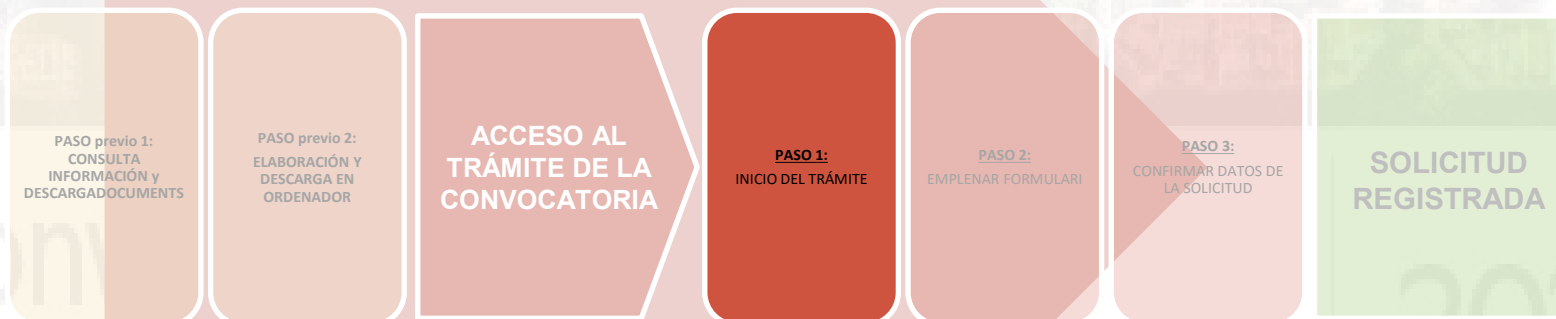 PASO previo 1:
CONSULTA
INFORMACIÓN y
DESCARGADOCUMENTS
PASO previo 2:
ELABORACIÓN Y
DESCARGA EN
ORDENADOR
ACCESO AL
TRÁMITE DE LA
CONVOCATORIA
PASO 1:
INICIO DEL TRÁMITE
PASO 2:
EMPLENAR FORMULARI
PASO 3:
CONFIRMAR DATOS DE
LA SOLICITUD
SOLICITUD
REGISTRADA